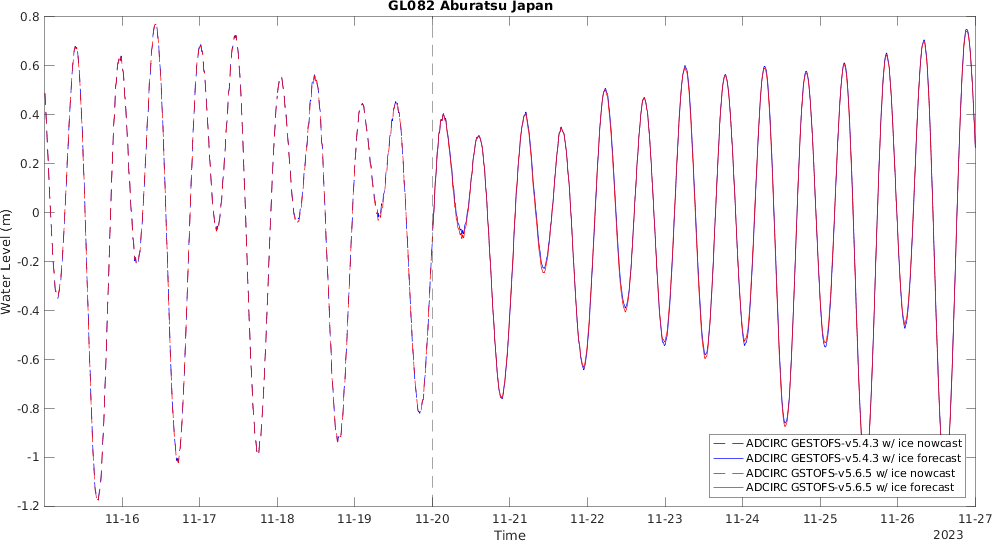 GL082 Aburatsu Japan
0.8
0.6
0.4
0.2
0
-0.2
-0.4
-0.6
-0.8
-1
-1.2
Water Level (m)
ADCIRC GESTOFS-v5.4.3 w/ ice nowcast
ADCIRC GESTOFS-v5.4.3 w/ ice forecast
ADCIRC GSTOFS-v5.6.5 w/ ice nowcast
ADCIRC GSTOFS-v5.6.5 w/ ice forecast
11-16 11-17 11-18 11-19 11-20 11-21 11-22 11-23 11-24 11-25 11-26 11-27
Time
2023